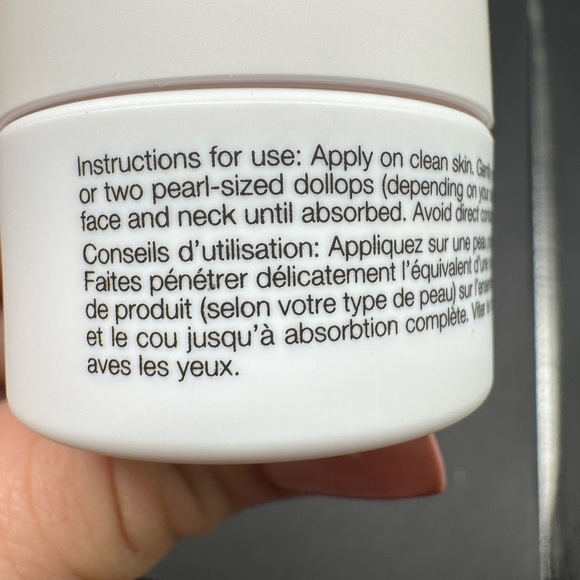 Instructions for use: Apply on clean skin.
or two pearl-sized dollops (depending on your
face and neck until absorbed. Avoid direct
Conseils d'utilisation: Appliquez sur une peau
Faites pénétrer délicatement l'équivalent d'une
de produit (selon votre type de peau) sur
et le cou jusqu'à absorbtion complète.
aves les yeux.